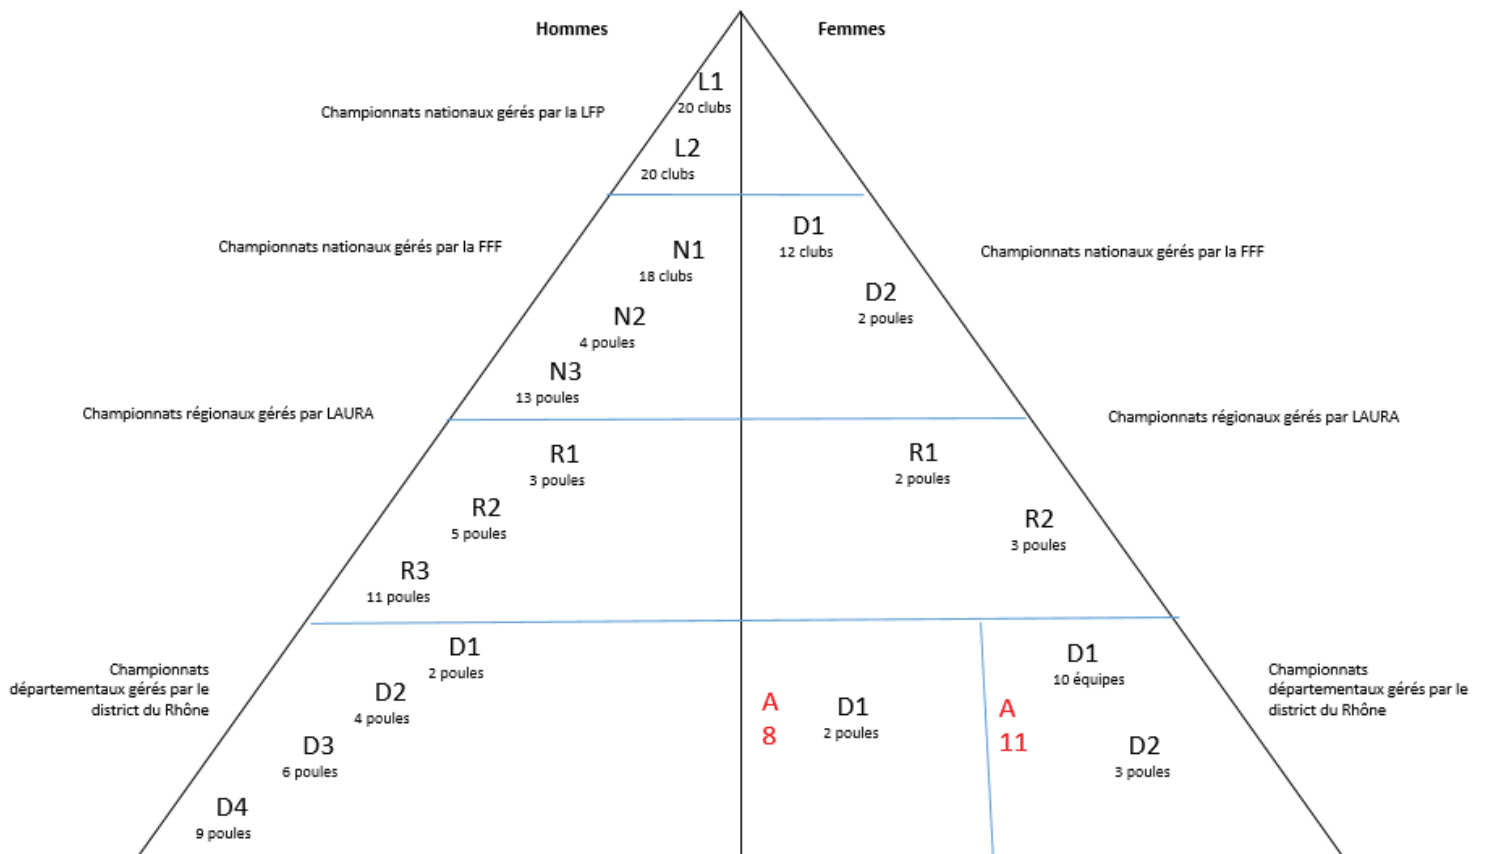 Hommes
Femmes
L1
20 clubs
Championnats nationaux gérés par la LFP
L2
20 clubs
D1
12 clubs
Championnats nationaux gérés par la FFF
N1
18 clubs
Championnats nationaux gérés par la FFF
D2
2 poules
N2
4 poules
N3
13 poules
Championnats régionaux gérés par LAURA
Championnats régionaux gérés par LAURA
R1
3 poules
R1
2 poules
R2
5 poules
R2
3 poules
R3
11 poules
D1
2 poules
Championnats
départementaux gérés par le
district du Rhône
D2
4 poules
D3
6 poules
D4
9 poules
A
8
D1
2 poules
A
11
D1
10 équipes
D2
3 poules
Championnats
départementaux gérés par le
district du Rhône